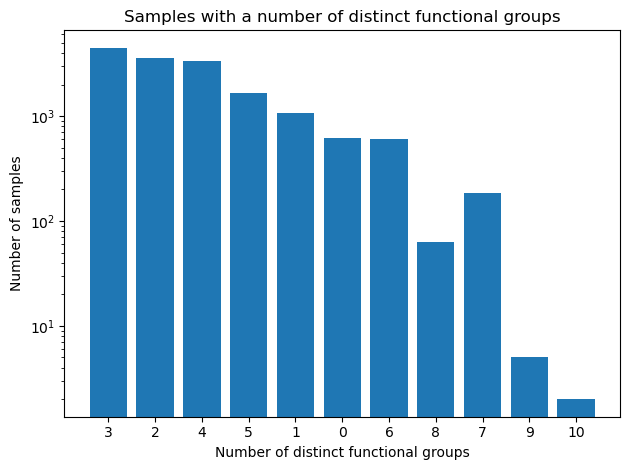 Samples with a number of distinct functional groups
Number of samples
10³
10²
10¹
3 2 4 5 1 0 6 8 7 9 10
Number of distinct functional groups